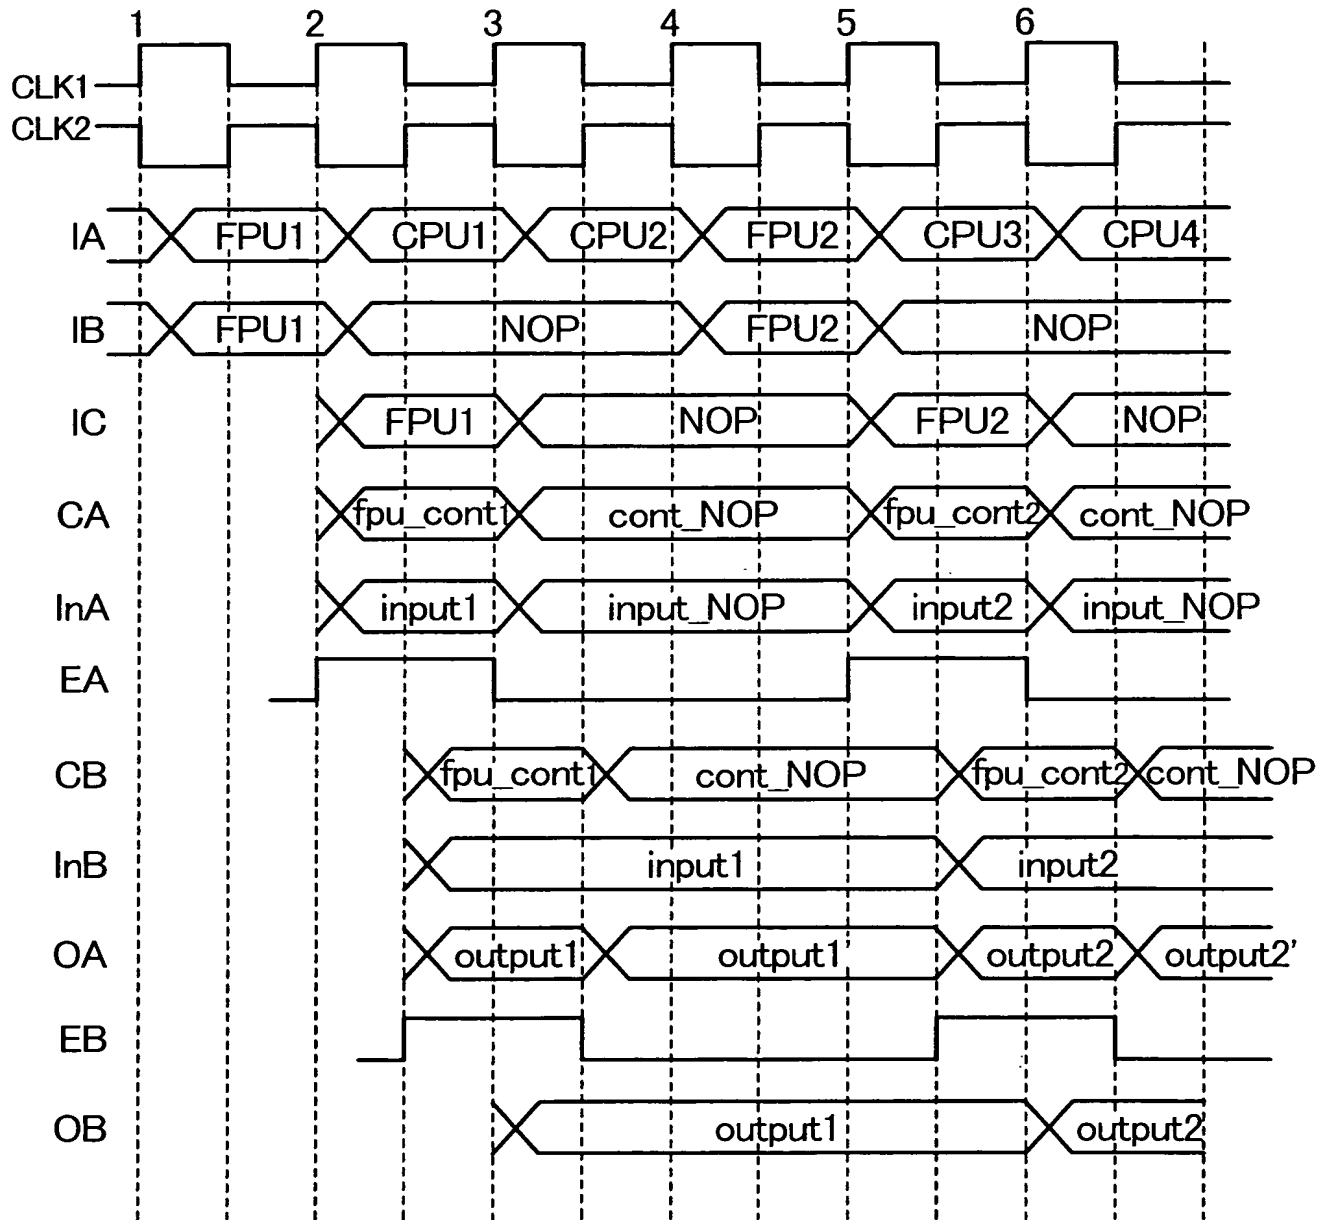 1 2 3 4 5 6
CLK1
CLK2
IA FPU1 CPU1 CPU2 FPU2 CPU3 CPU4
IB FPU1 NOP FPU2 NOP
IC FPU1 NOP FPU2 NOP
CA fpu_cont1 cont_NOP fpu_cont2 cont_NOP
InA input1 input_NOP input2 input_NOP
EA
CB fpu_cont1 cont_NOP fpu_cont2 cont_NOP
InB input1 input2
OA output1 output1' output2 output2'
EB
OB output1 output2